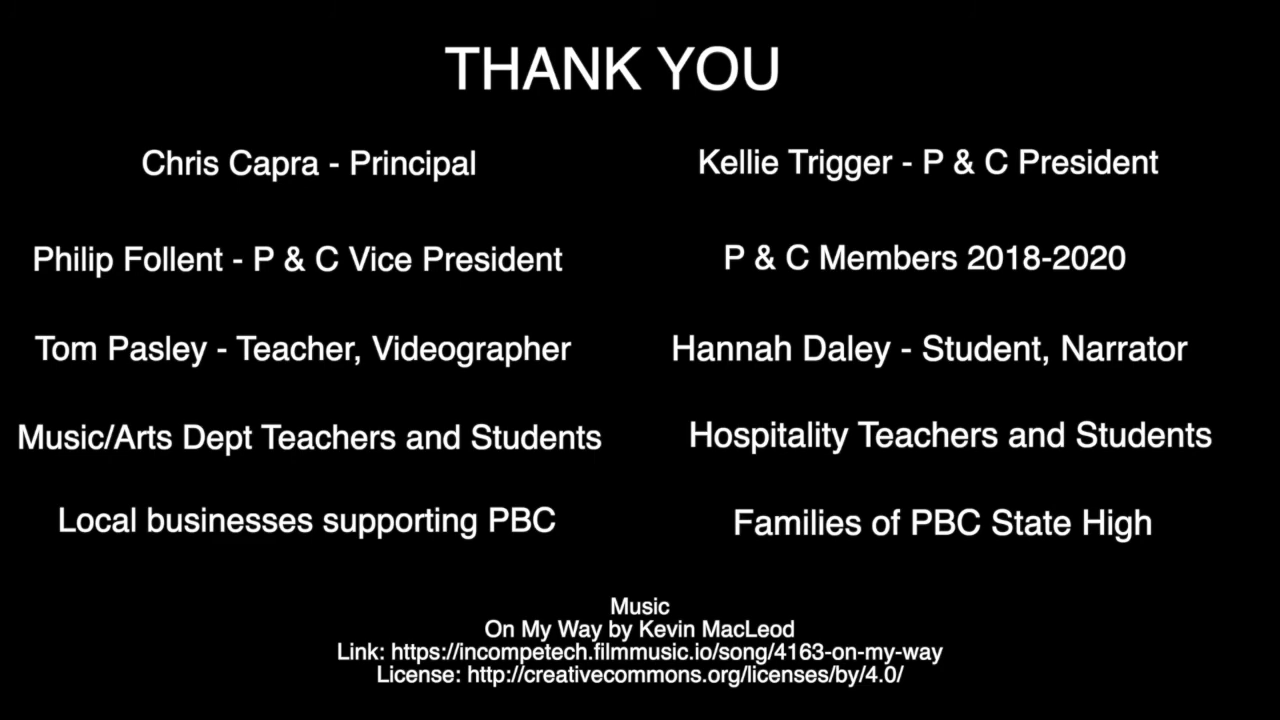 THANK YOU
Chris Capra - Principal
Kellie Trigger - P & C President
Philip Follent - P & C Vice President
P & C Members 2018-2020
Tom Pasley - Teacher, Videographer
Hannah Daley - Student, Narrator
Music/Arts Dept Teachers and Students
Hospitality Teachers and Students
Local businesses supporting PBC
Families of PBC State High
Music
On My Way by Kevin MacLeod
Link: https://incompetech.filmmusic.io/song/4163-on-my-way
License: http://creativecommons.org/licenses/by/4.0/